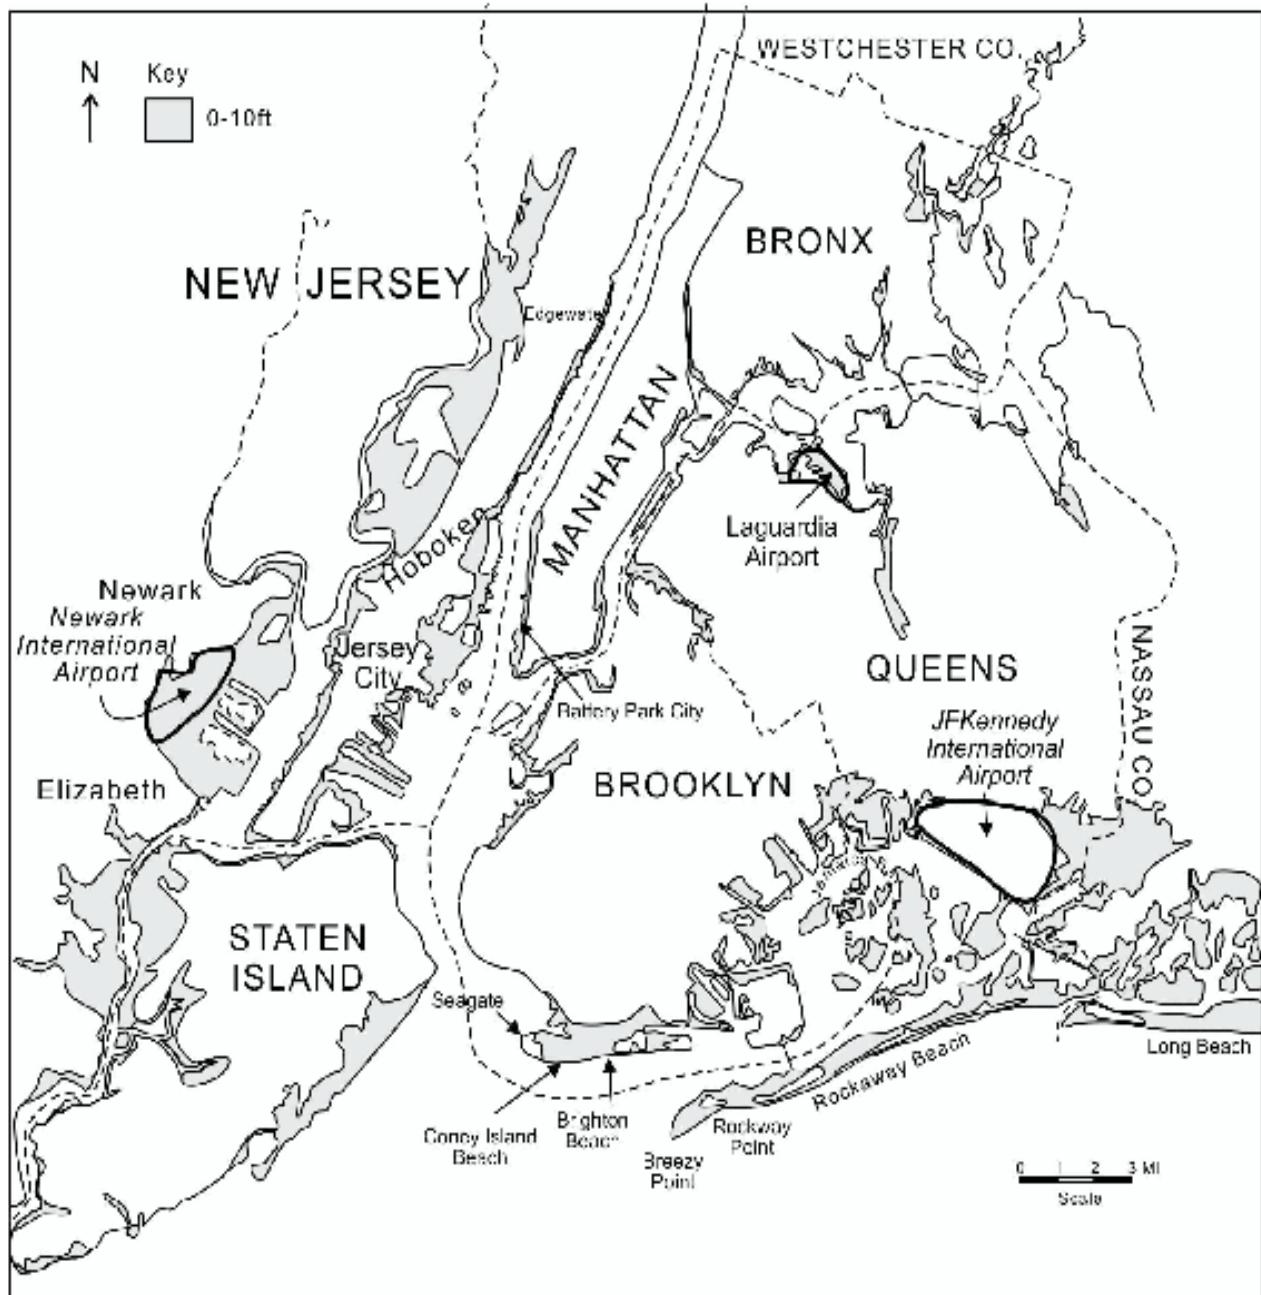 WESTCHESTER CO.
N
Key
0-10ft
BRONX
NEW JERSEY
Edgewater
MANHATTAN
Hoboken
Laguardia
Airport
Newark
Newark
International
Airport
Jersey
City
NASSAU CO
QUEENS
Battery Park City
JFKennedy
International
Airport
BROOKLYN
Elizabeth
STATEN
ISLAND
Seagate
Long Beach
Rockaway Beach
Coney Island
Beach
Brighton
Beach
Rockway
Point
Breezy
Point
0 1 2 3 MI
Scale